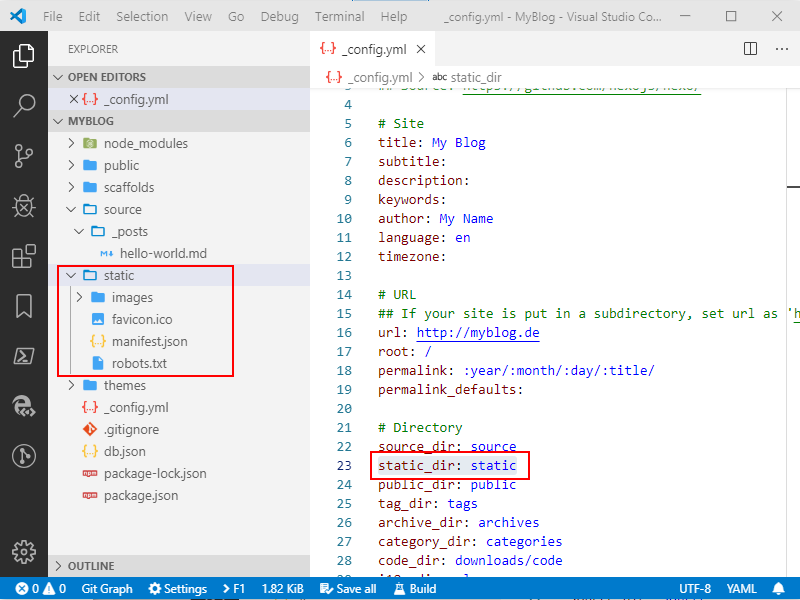 File Edit Selection View Go Debug Terminal Help _config.yml - MyBlog - Visual Studio Co...
EXPLORER
OPEN EDITORS
_config.yml
MYBLOG
node_modules
public
scaffolds
source
_posts
hello-world.md
static
images
favicon.ico
manifest.json
robots.txt
themes
_config.yml
.gitignore
db.json
package-lock.json
package.json
OUTLINE
_config.yml
_config.yml > abc static_dir
## Source: https://github.com/hexojs/hexo/
4
5 # Site
6 title: My Blog
7 subtitle:
8 description:
9 keywords:
10 author: My Name
11 language: en
12 timezone:
13
14 # URL
15 ## If your site is put in a subdirectory, set url as 'h
16 url: http://myblog.de
17 root: /
18 permalink: :year/:month/:day/:title/
19 permalink_defaults:
20
21 # Directory
22 source_dir: source
23 static_dir: static
24 public_dir: public
25 tag_dir: tags
26 archive_dir: archives
27 category_dir: categories
28 code_dir: downloads/code
0 0 Git Graph Settings F1 1.82 KiB Save all Build UTF-8 YAML